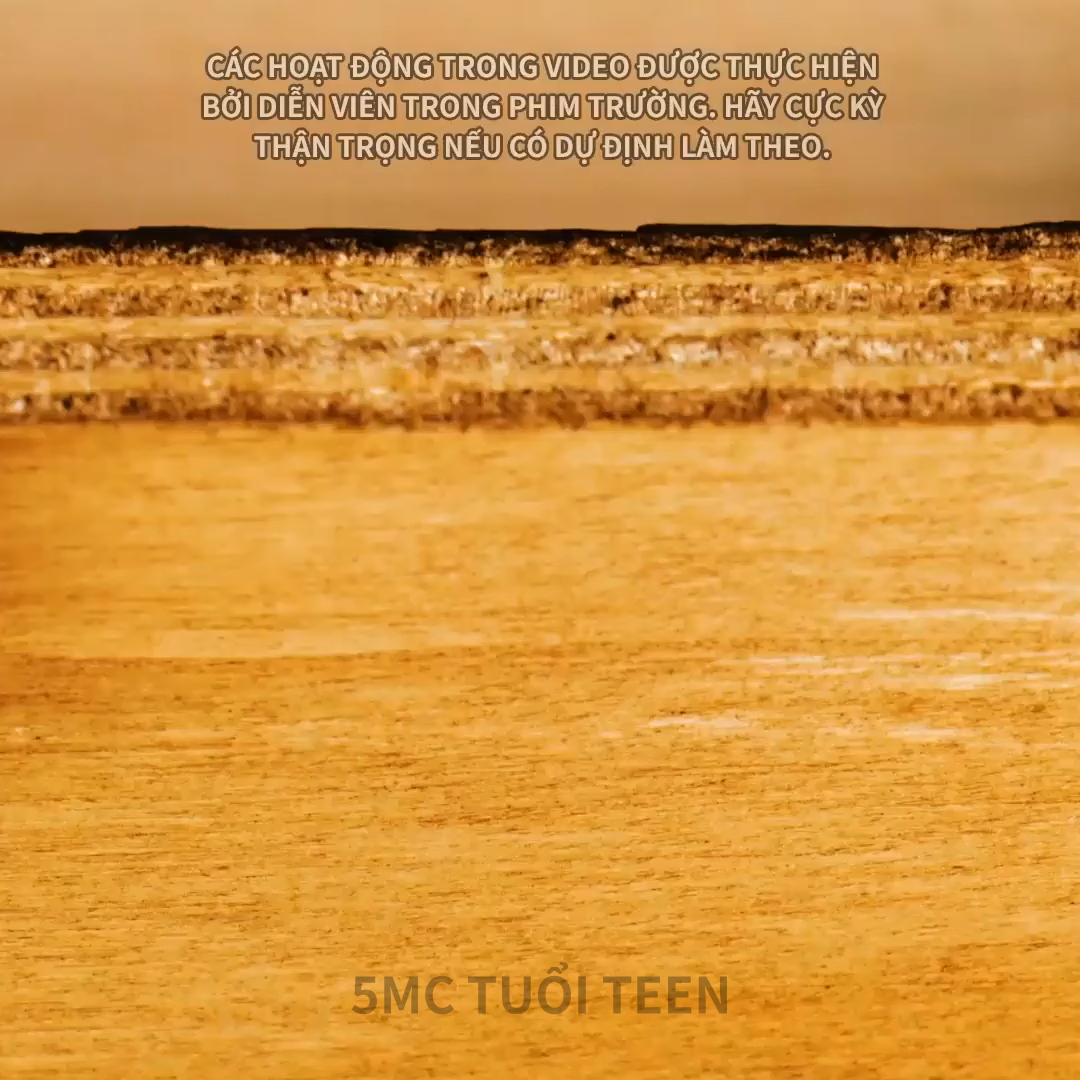 CÁC HOẠT ĐỘNG TRONG VIDEO ĐƯỢC THỰC HIỆN
BỞI DIỄN VIÊN TRONG PHIM TRƯỜNG. HÃY CỰC KỲ
THẬN TRỌNG NẾU CÓ DỰ ĐỊNH LÀM THEO.
5MC TUỔI TEEN